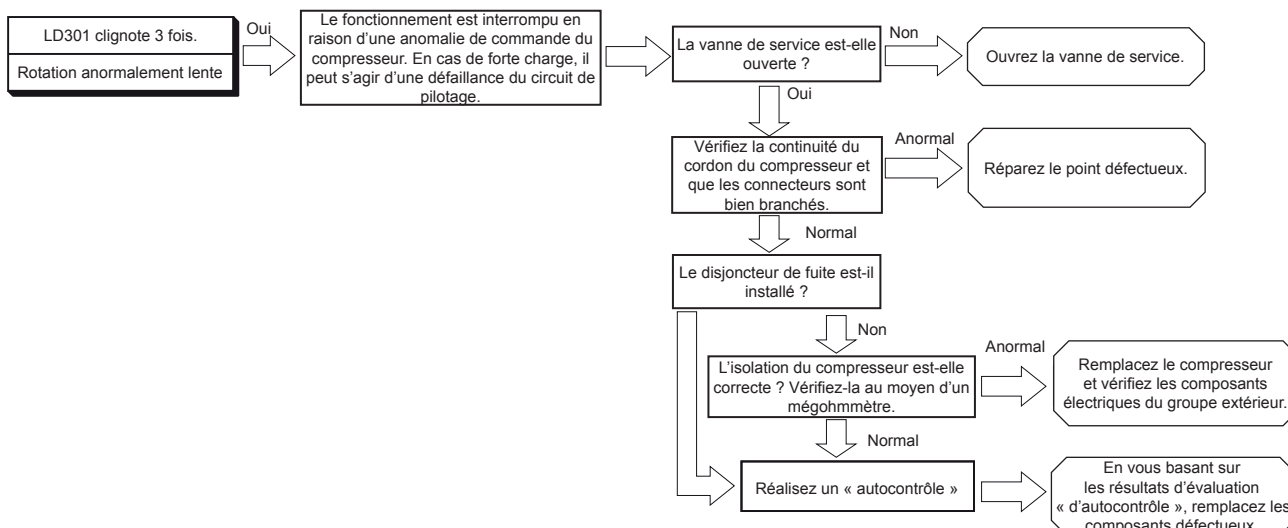 LD301 clignote 3 fois.
Rotation anormalement lente
Oui
Le fonctionnement est interrompu en
raison d’une anomalie de commande du
compresseur. En cas de forte charge, il
peut s’agir d’une défaillance du circuit de
pilotage.
La vanne de service est-elle
ouverte ?
Non
Ouvrez la vanne de service.
Oui
Vérifiez la continuité du
cordon du compresseur et
que les connecteurs sont
bien branchés.
Anormal
Réparez le point défectueux.
Normal
Le disjoncteur de fuite est-il
installé ?
Non
L’isolation du compresseur est-elle
correcte ? Vérifiez-la au moyen d’un
mégohmmètre.
Anormal
Remplacez le compresseur
et vérifiez les composants
électriques du groupe extérieur.
Normal
Réalisez un « autocontrôle »
En vous basant sur
les résultats d’évaluation
« d’autocontrôle », remplacez les
composants défectueux